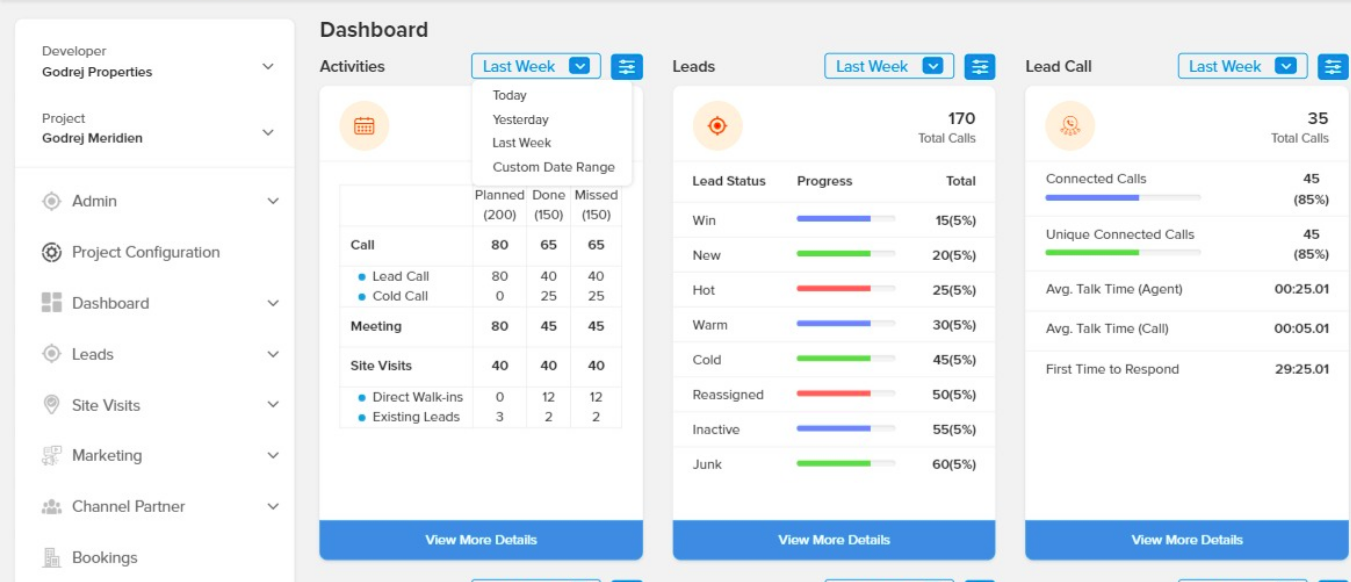 Developer
Godrej Properties
Project
Godrej Meridien
Admin
Project Configuration
Dashboard
Leads
Site Visits
Marketing
Channel Partner
Bookings
Dashboard
Activities
Last Week
Today
Yesterday
Last Week
Custom Date Range
Planned Done Missed
(200) (150) (150)
Call 80 65 65
Lead Call 80 40 40
Cold Call 0 25 25
Meeting 80 45 45
Site Visits 40 40 40
Direct Walk-ins 0 12 12
Existing Leads 3 2 2
View More Details
Leads
Last Week
170
Total Calls
Lead Status Progress Total
Win 15(5%)
New 20(5%)
Hot 25(5%)
Warm 30(5%)
Cold 45(5%)
Reassigned 50(5%)
Inactive 55(5%)
Junk 60(5%)
View More Details
Lead Call
Last Week
35
Total Calls
Connected Calls 45
(85%)
Unique Connected Calls 45
(85%)
Avg. Talk Time (Agent) 00:25.01
Avg. Talk Time (Call) 00:05.01
First Time to Respond 29:25.01
View More Details